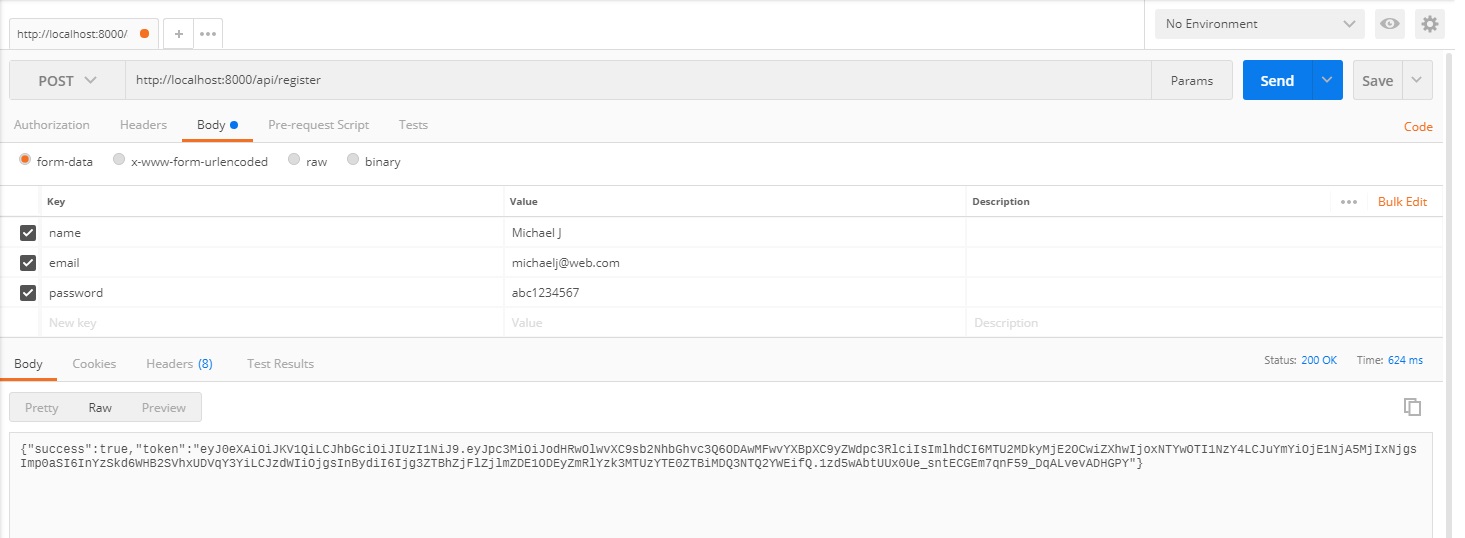 http://localhost:8000/
+
•••
No Environment
POST http://localhost:8000/api/register Params Send Save
Authorization Headers Body Pre-request Script Tests Code
form-data x-www-form-urlencoded raw binary
Key Value Description ••• Bulk Edit
name Michael J
email michaelj@web.com
password abc1234567
New key Value Description
Body Cookies Headers (8) Test Results Status: 200 OK Time: 624 ms
Pretty Raw Preview
{"success":true,"token":"eyJ0eXAiOiJKV1QiLCJhbGciOiJIUzI1NiJ9.eyJpc3MiOiJodHRwOlwvXC9sb2NhbGhvc3Q6ODAwMFwvYXBpXC9yZWdpc3RlciIsImlhdCI6MTU2MDkyMjE2OCwiZXhwIjoxNTYwOTI1NzY4LCJuYmYiOjE1NjA5MjIxNjgs
Imp0aSI6InYzSkd6WHB2SVhxUDVqY3YiLCJzdWIiOjgsInBydiI6Ijg3ZTBhZjFlZjlmZDE1ODEyZmRlYzk3MTUzYTE0ZTBiMDQ3NTQ2YWEifQ.1zd5wAbtUUx0Ue_sntECGEm7qnF59_DqALvevADHGPY"}